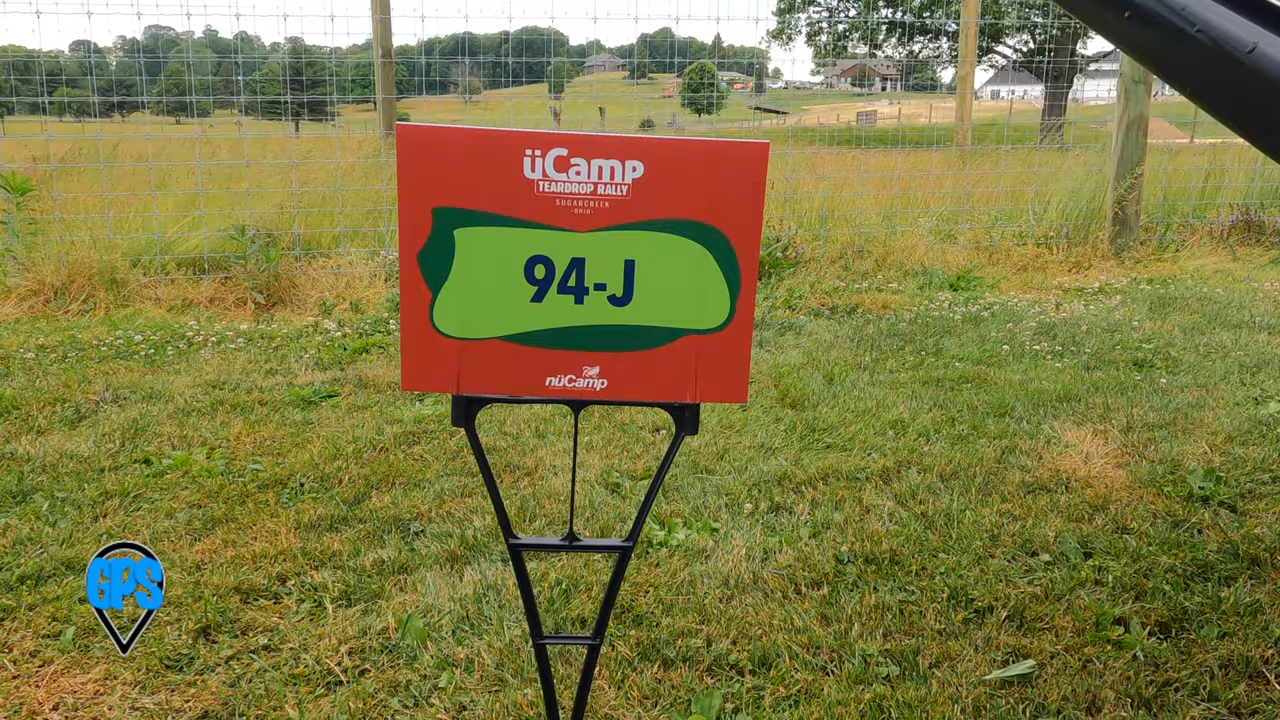 üCamp
TEARDROP RALLY
SUGARCREEK
·OHIO·
94-J
nüCamp
GPS